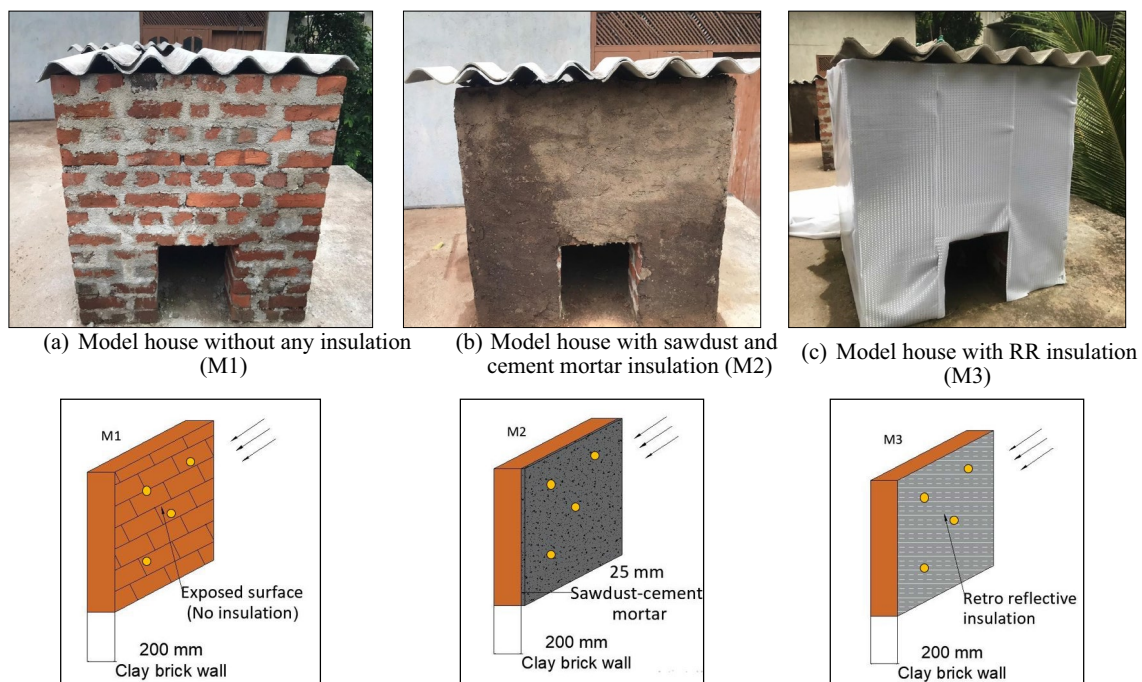 (a) Model house without any insulation
(M1)
(b) Model house with sawdust and
cement mortar insulation (M2)
(c) Model house with RR insulation
(M3)
M1
Exposed surface
(No insulation)
200 mm
Clay brick wall
M2
25 mm
Sawdust-cement
mortar
200 mm
Clay brick wall
M3
Retro reflective
insulation
200 mm
Clay brick wall